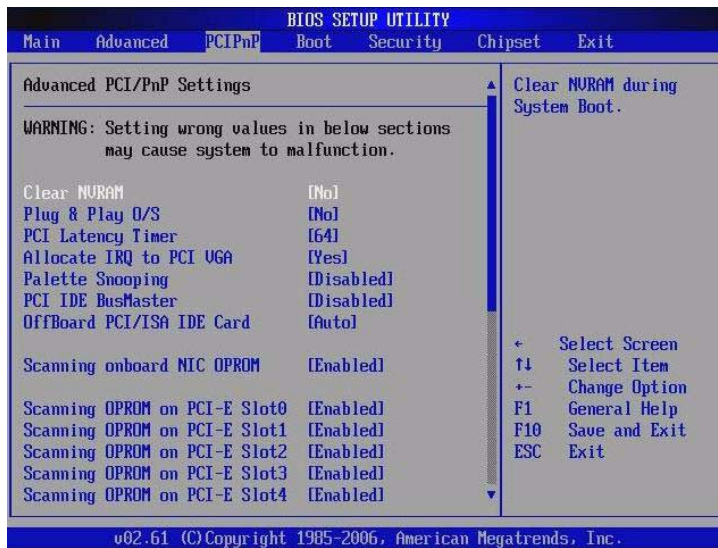 BIOS SETUP UTILITY
Main Advanced PCIPnP Boot Security Chipset Exit
Advanced PCI/PnP Settings
WARNING: Setting wrong values in below sections
may cause system to malfunction.
Clear NVRAM [No]
Plug & Play O/S [No]
PCI Latency Timer [64]
Allocate IRQ to PCI VGA [Yes]
Palette Snooping [Disabled]
PCI IDE BusMaster [Disabled]
OffBoard PCI/ISA IDE Card [Auto]
Scanning onboard NIC OPROM [Enabled]
Scanning OPROM on PCI-E Slot0 [Enabled]
Scanning OPROM on PCI-E Slot1 [Enabled]
Scanning OPROM on PCI-E Slot2 [Enabled]
Scanning OPROM on PCI-E Slot3 [Enabled]
Scanning OPROM on PCI-E Slot4 [Enabled]
Clear NVRAM during
System Boot.
← Select Screen
↑↓ Select Item
+- Change Option
F1 General Help
F10 Save and Exit
ESC Exit
v02.61 (C)Copyright 1985-2006, American Megatrends, Inc.